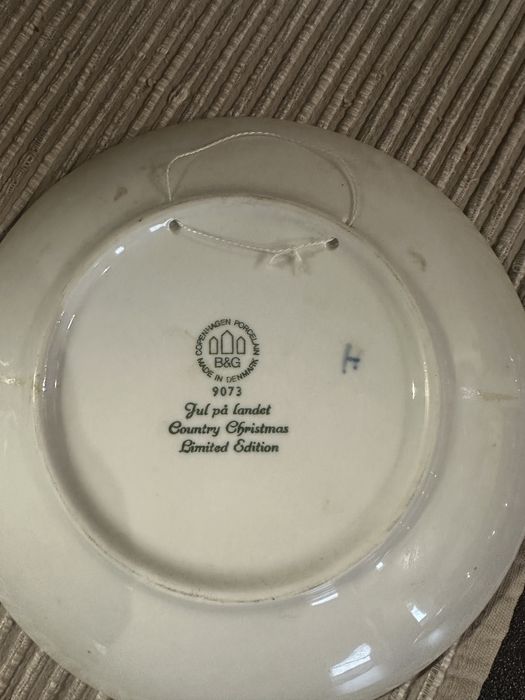 COPENHAGEN PORCELAIN
B&G
MADE IN DENMARK
9073
Jul på landet
Country Christmas
Limited Edition